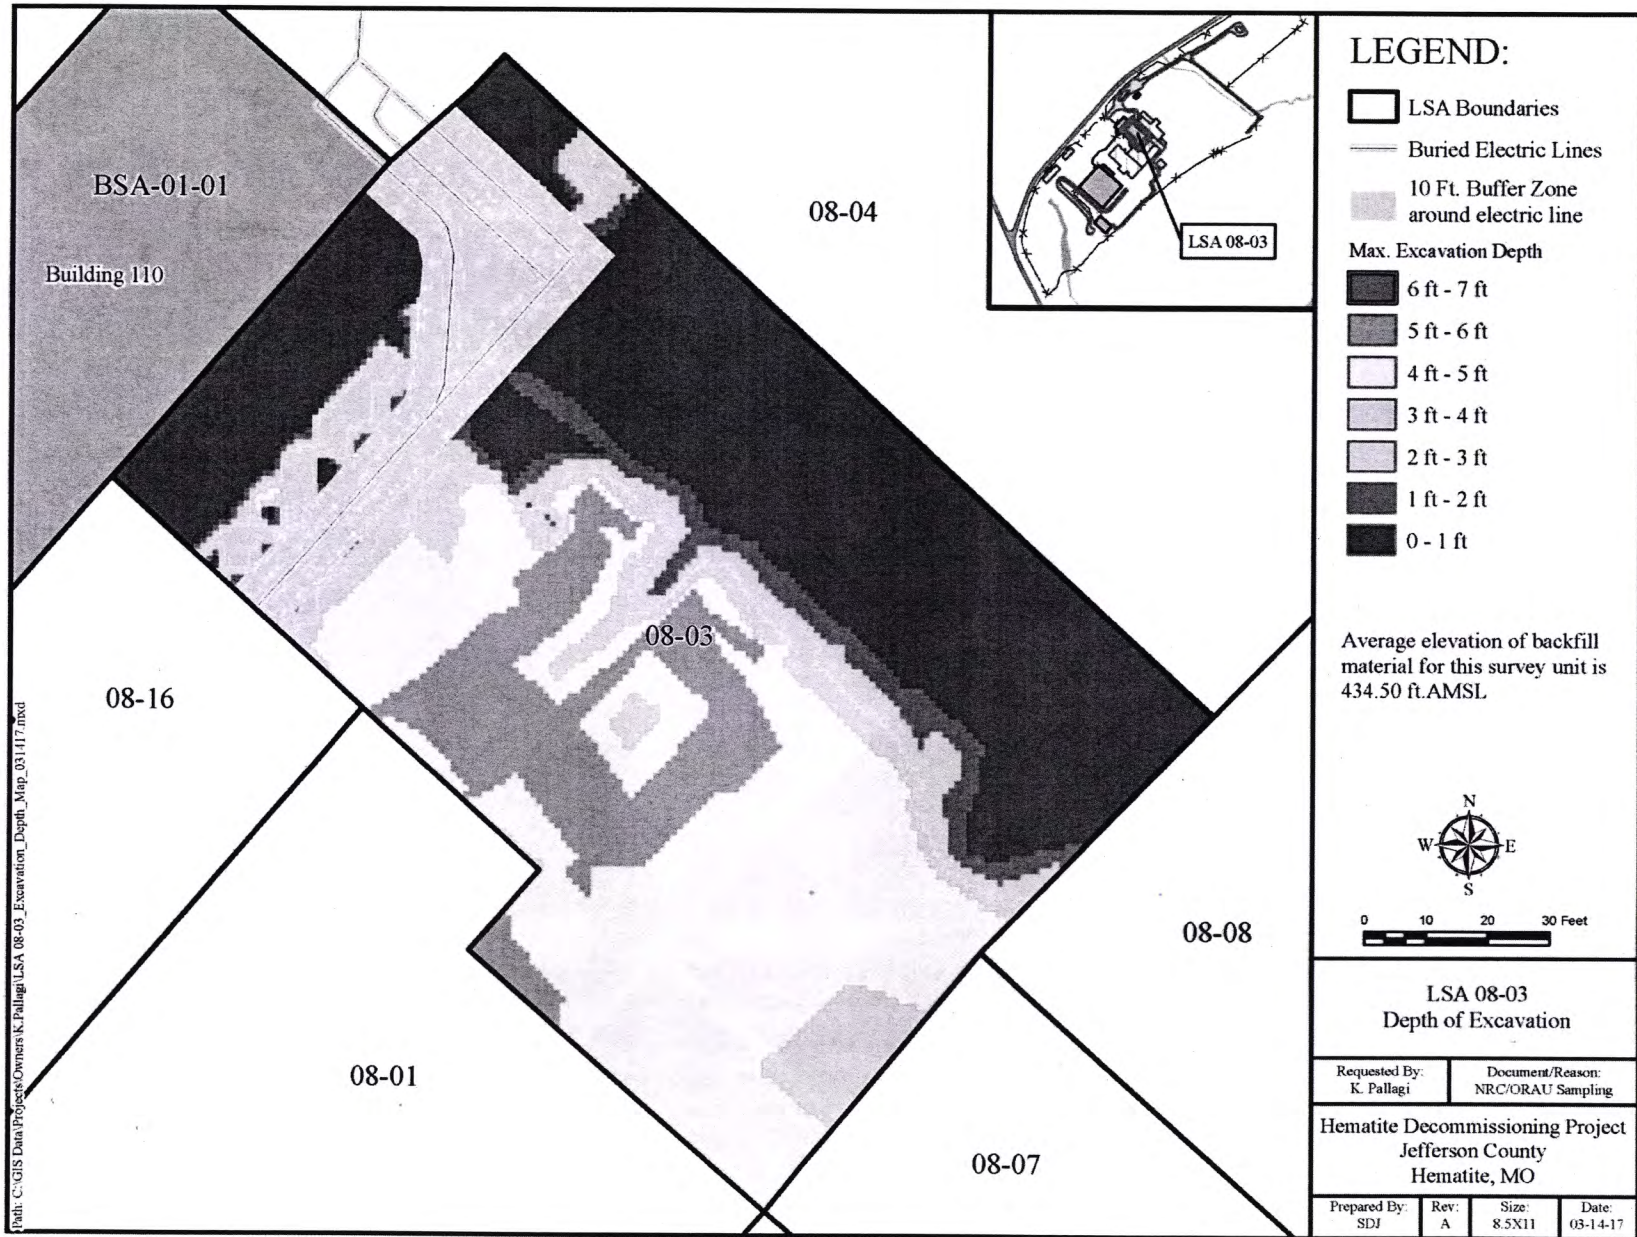 BSA-01-01
Building 110
08-04
08-03
08-16
08-01
08-08
08-07
LSA 08-03
LEGEND:
LSA Boundaries
Buried Electric Lines
10 Ft. Buffer Zone
around electric line
Max. Excavation Depth
6 ft - 7 ft
5 ft - 6 ft
4 ft - 5 ft
3 ft - 4 ft
2 ft - 3 ft
1 ft - 2 ft
0 - 1 ft
Average elevation of backfill
material for this survey unit is
434.50 ft.AMSL
N
W E
S
0 10 20 30 Feet
LSA 08-03
Depth of Excavation
Requested By:
K. Pallagi
Document/Reason:
NRC/ORAU Sampling
Hematite Decommissioning Project
Jefferson County
Hematite, MO
Prepared By:
SDJ
Rev:
A
Size:
8.5X11
Date:
03-14-17
Path: C:\GIS Data\Projects\Owners\K.Pallagi\LSA 08-03_Excavation_Depth_Map_031417.mxd